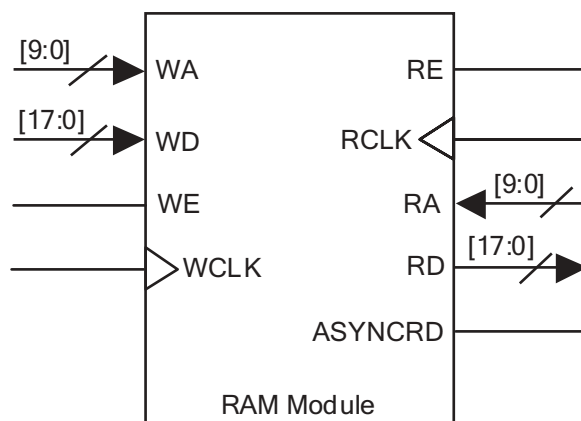 [9:0]
WA
RE
[17:0]
WD
RCLK
WE
RA
[9:0]
WCLK
RD
[17:0]
ASYNCRD
RAM Module